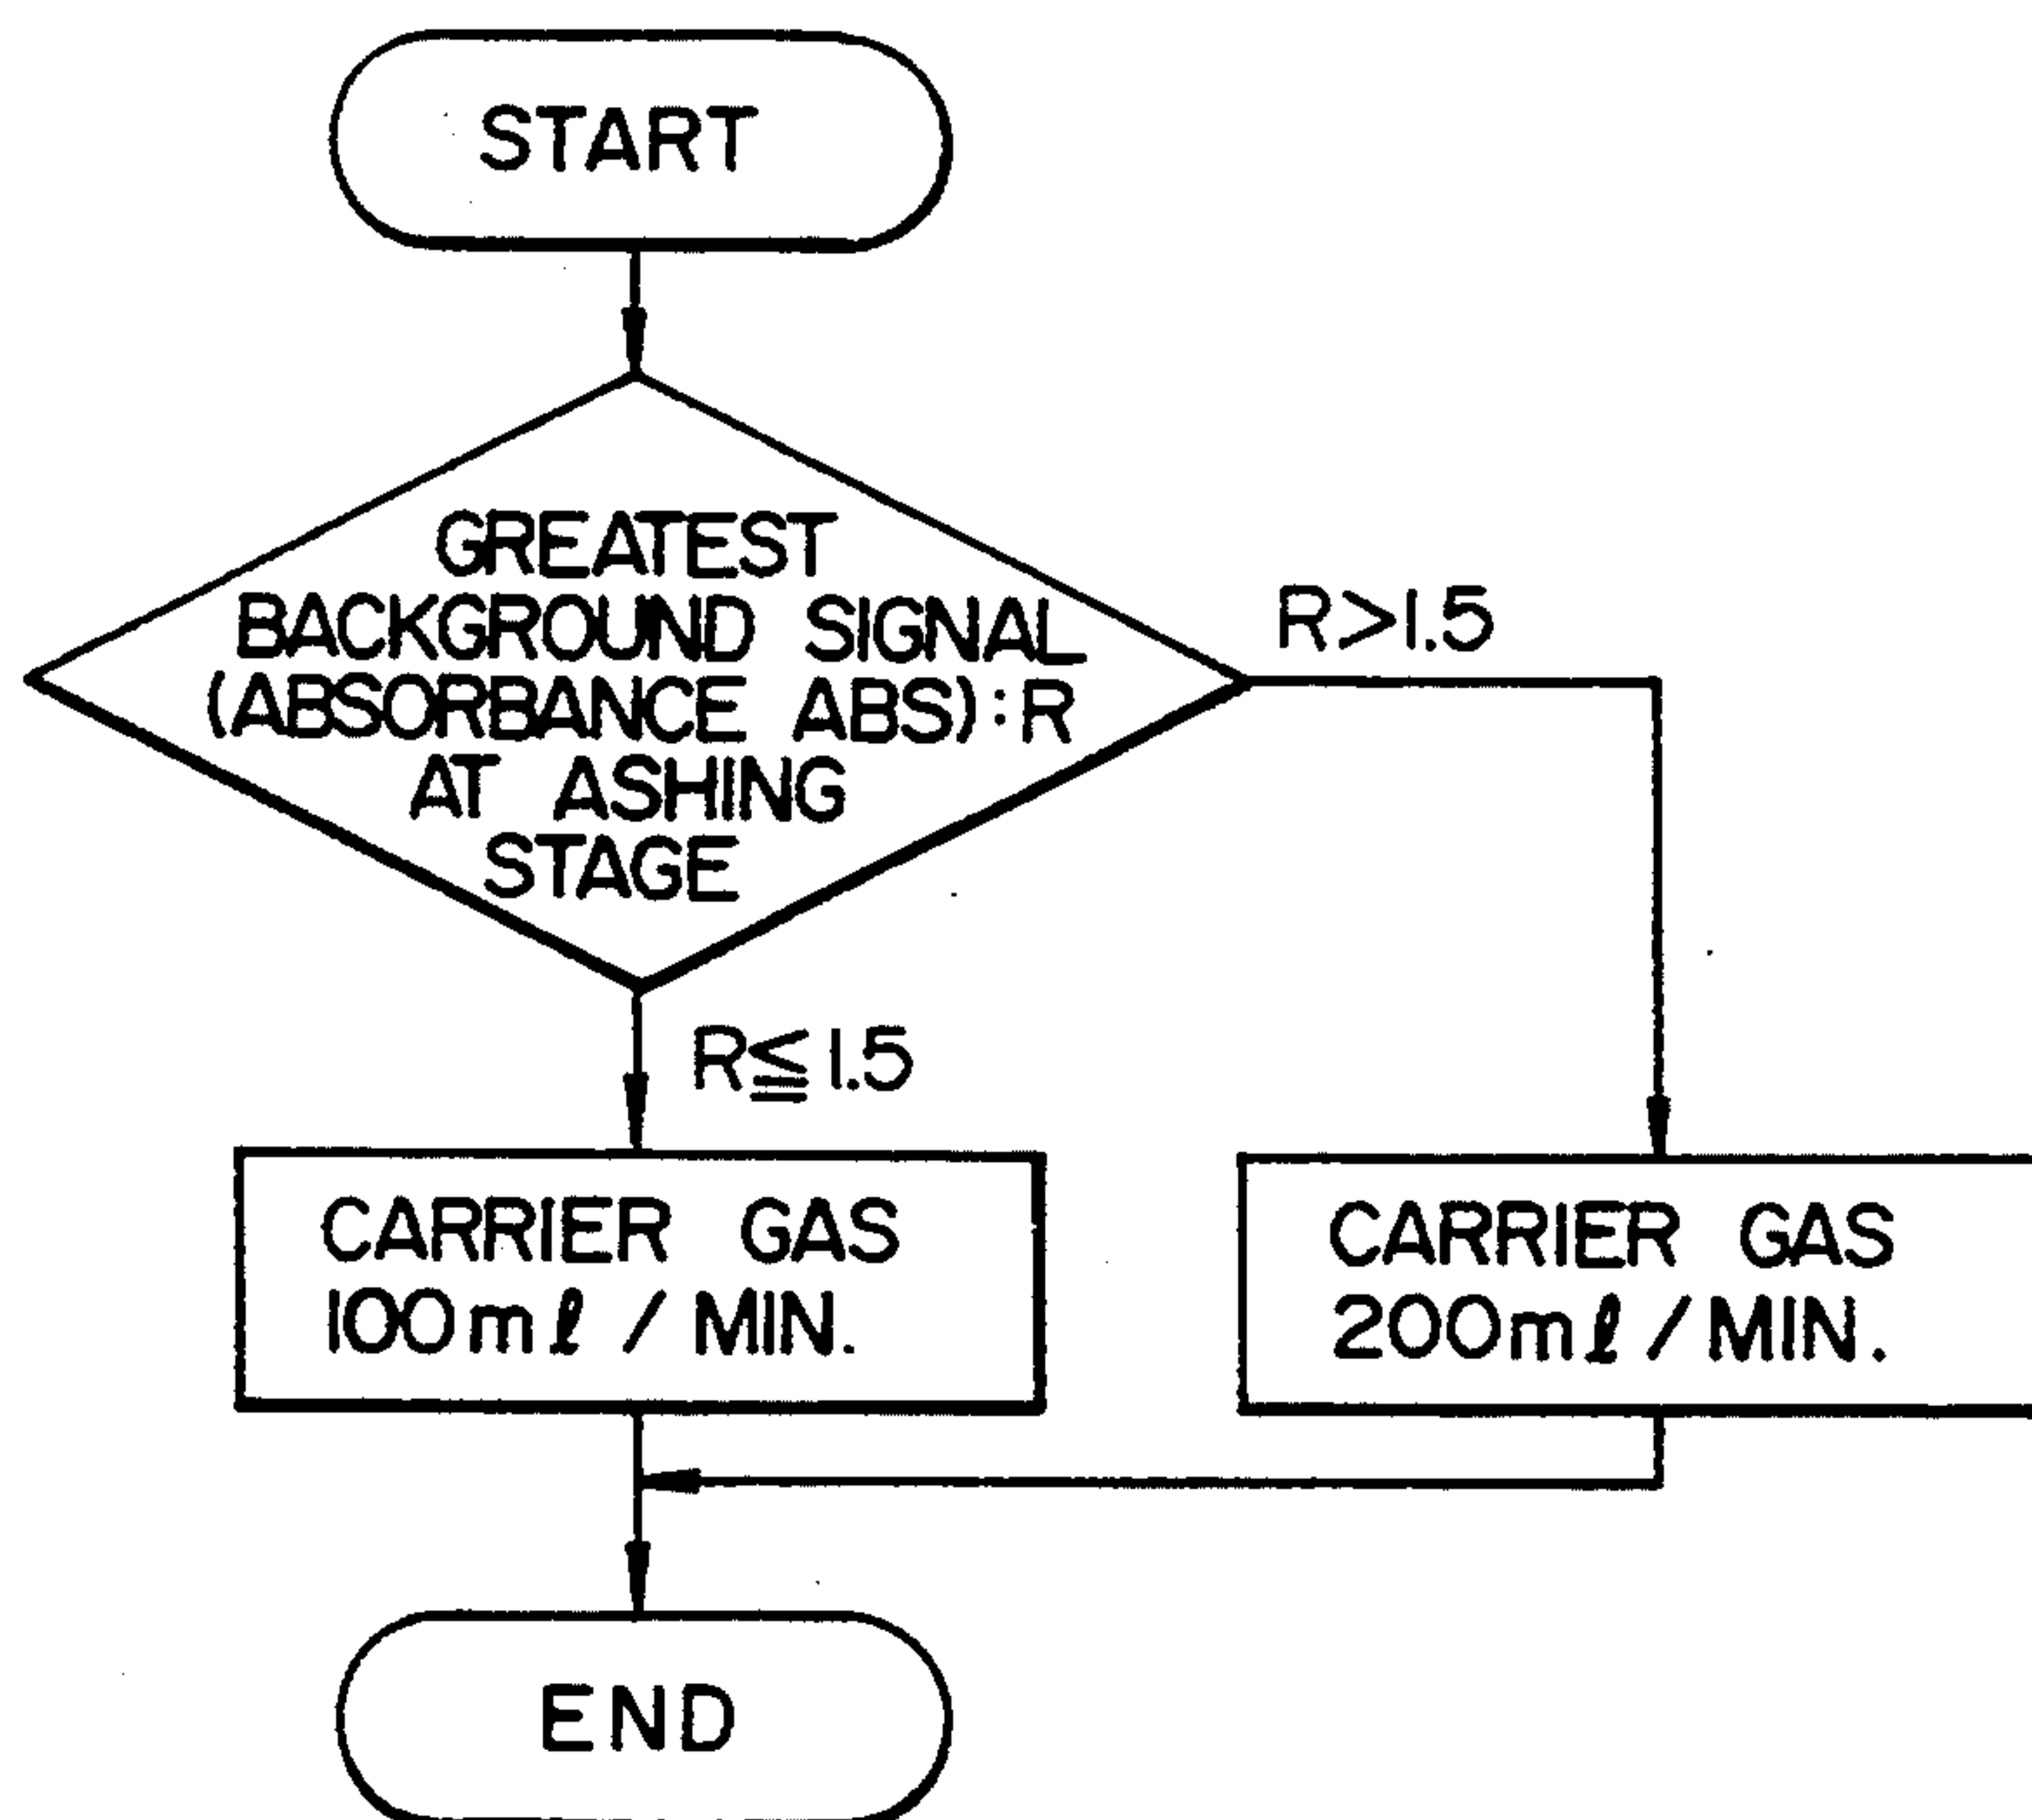 START
GREATEST
BACKGROUND SIGNAL
(ABSORBANCE ABS):R
AT ASHING
STAGE
R>1.5
R≦1.5
CARRIER GAS
100mℓ / MIN.
CARRIER GAS
200mℓ / MIN.
END